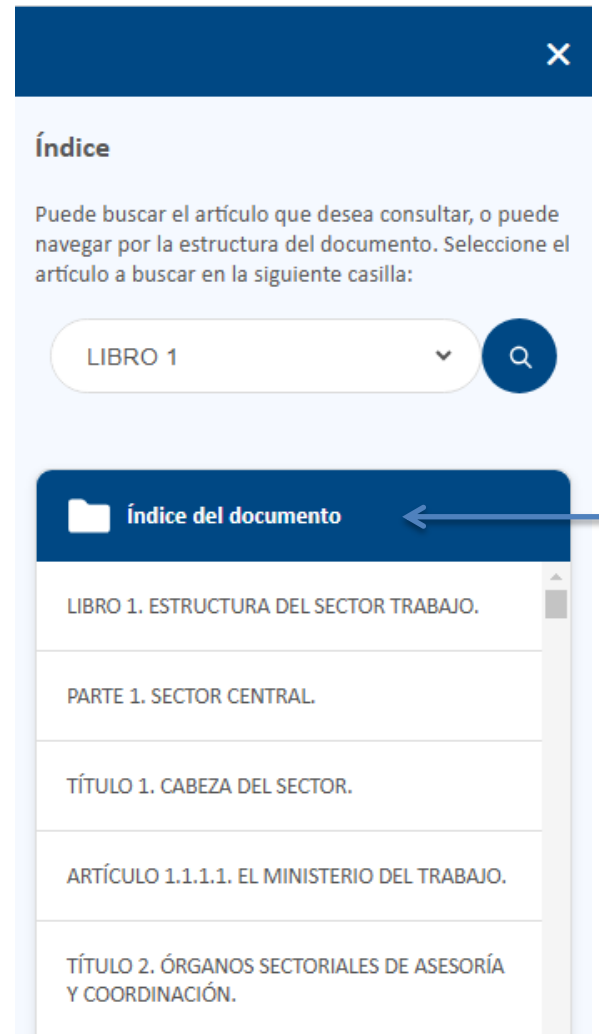 Índice
Puede buscar el artículo que desea consultar, o puede
navegar por la estructura del documento. Seleccione el
artículo a buscar en la siguiente casilla:
LIBRO 1
Índice del documento
LIBRO 1. ESTRUCTURA DEL SECTOR TRABAJO.
PARTE 1. SECTOR CENTRAL.
TÍTULO 1. CABEZA DEL SECTOR.
ARTÍCULO 1.1.1.1. EL MINISTERIO DEL TRABAJO.
TÍTULO 2. ÓRGANOS SECTORIALES DE ASESORÍA
Y COORDINACIÓN.